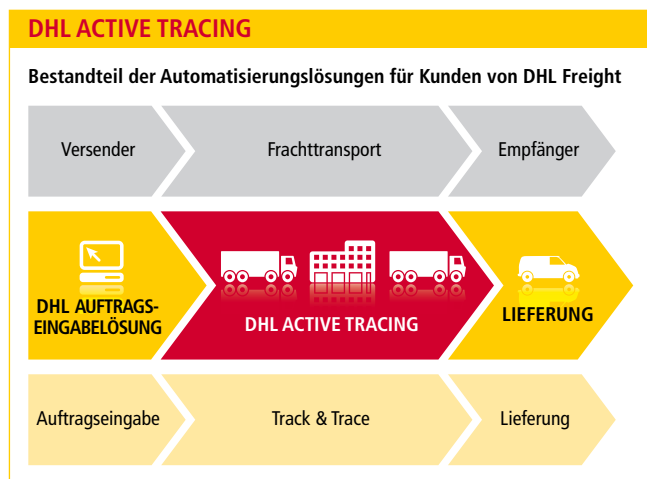 DHL ACTIVE TRACING
Bestandteil der Automatisierungslösungen für Kunden von DHL Freight
Versender
Frachttransport
Empfänger
DHL AUFTRAGS-
EINGABELÖSUNG
DHL ACTIVE TRACING
LIEFERUNG
Auftragseingabe
Track & Trace
Lieferung